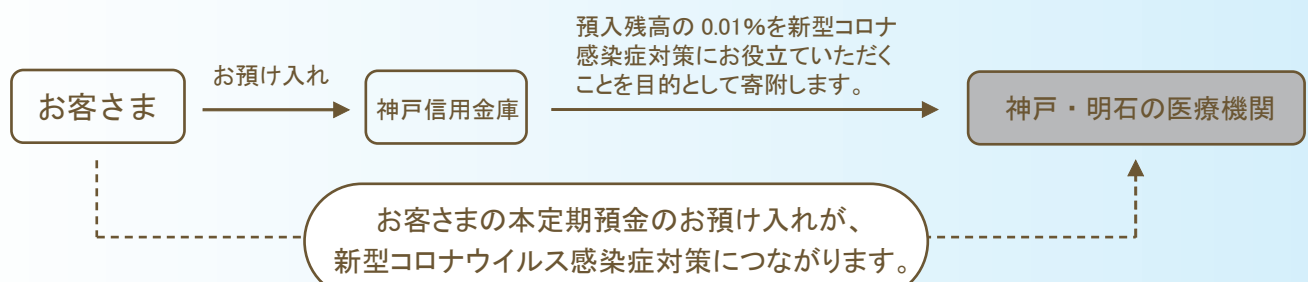 預入残高の 0.01%を新型コロナ
感染症対策にお役立ていただく
ことを目的として寄附します。
お預け入れ
お客さま
神戸信用金庫
神戸・明石の医療機関
お客さまの本定期預金のお預け入れが、
新型コロナウイルス感染症対策につながります。